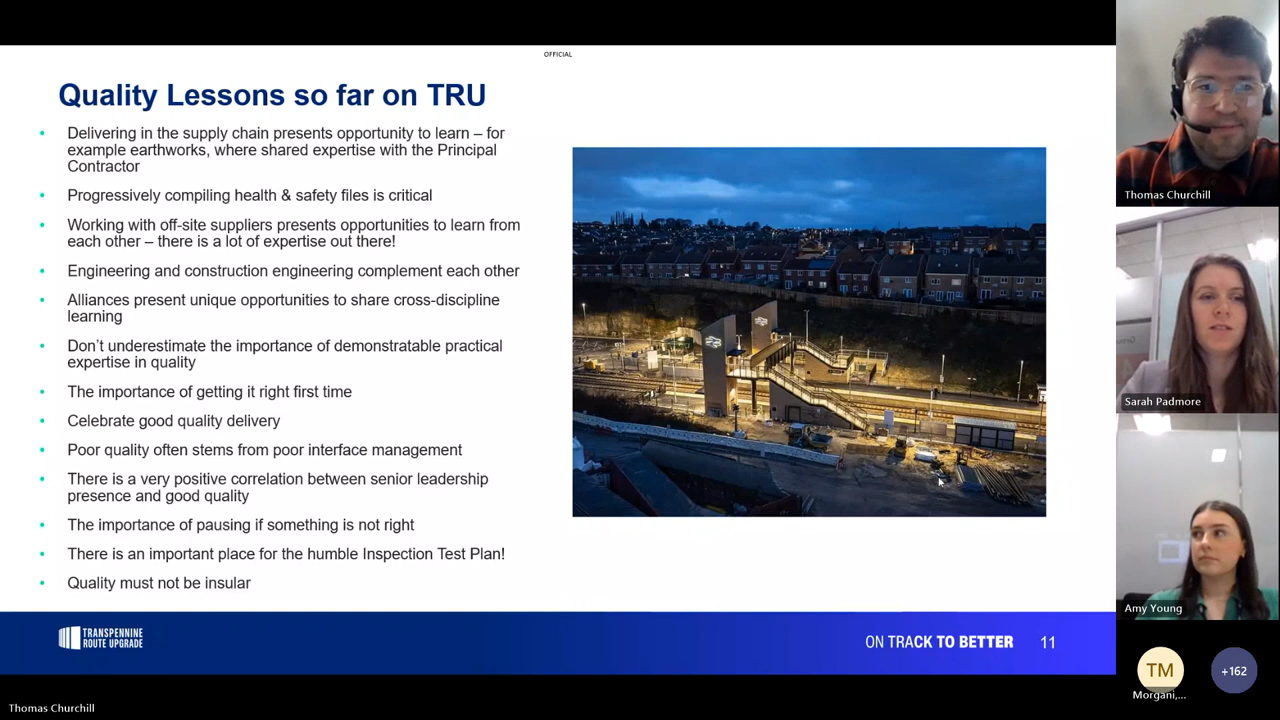 OFFICIAL
Quality Lessons so far on TRU
• Delivering in the supply chain presents opportunity to learn – for
example earthworks, where shared expertise with the Principal
Contractor
• Progressively compiling health & safety files is critical
• Working with off-site suppliers presents opportunities to learn from
each other – there is a lot of expertise out there!
• Engineering and construction engineering complement each other
• Alliances present unique opportunities to share cross-discipline
learning
• Don't underestimate the importance of demonstratable practical
expertise in quality
• The importance of getting it right first time
• Celebrate good quality delivery
• Poor quality often stems from poor interface management
• There is a very positive correlation between senior leadership
presence and good quality
• The importance of pausing if something is not right
• There is an important place for the humble Inspection Test Plan!
• Quality must not be insular
TRANSPENNINE
ROUTE UPGRADE
ON TRACK TO BETTER 11
Thomas Churchill
Thomas Churchill
Sarah Padmore
Amy Young
TM
Morgani,...
+162